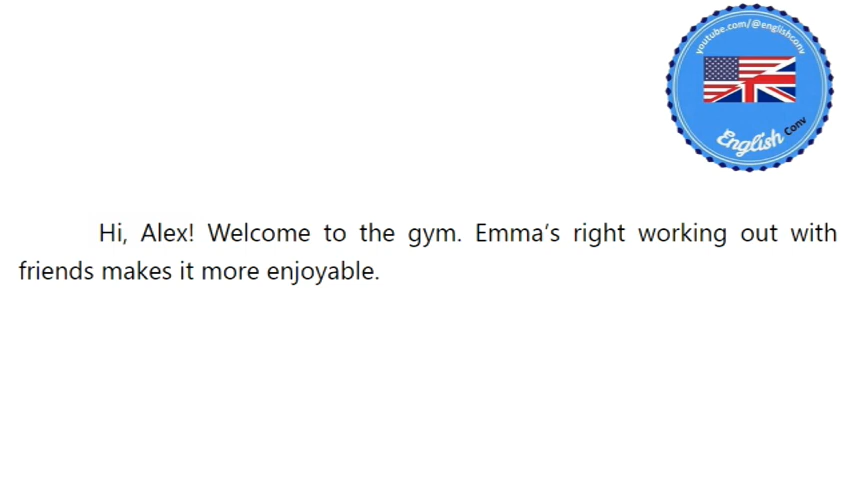 youtube.com/@englishconv
English Conv
Hi, Alex! Welcome to the gym. Emma's right working out with
friends makes it more enjoyable.